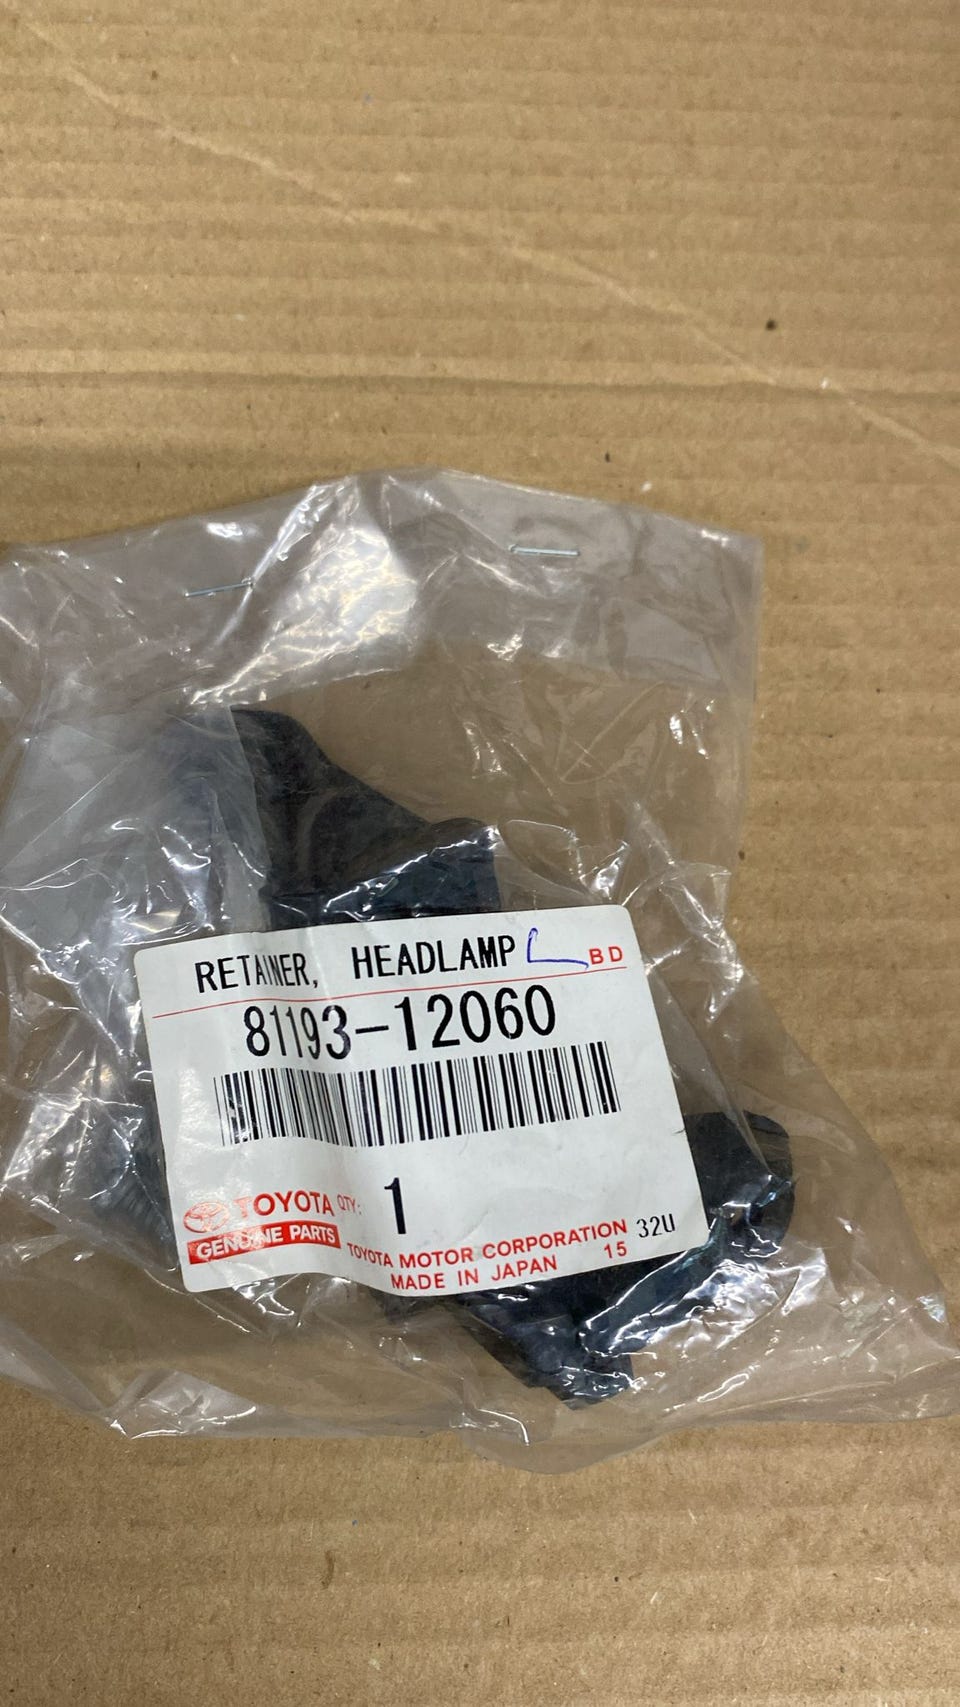 RETAINER, HEADLAMP L BD
81193-12060
TOYOTA QTY: 1
GENUINE PARTS
TOYOTA MOTOR CORPORATION 32U
MADE IN JAPAN 15